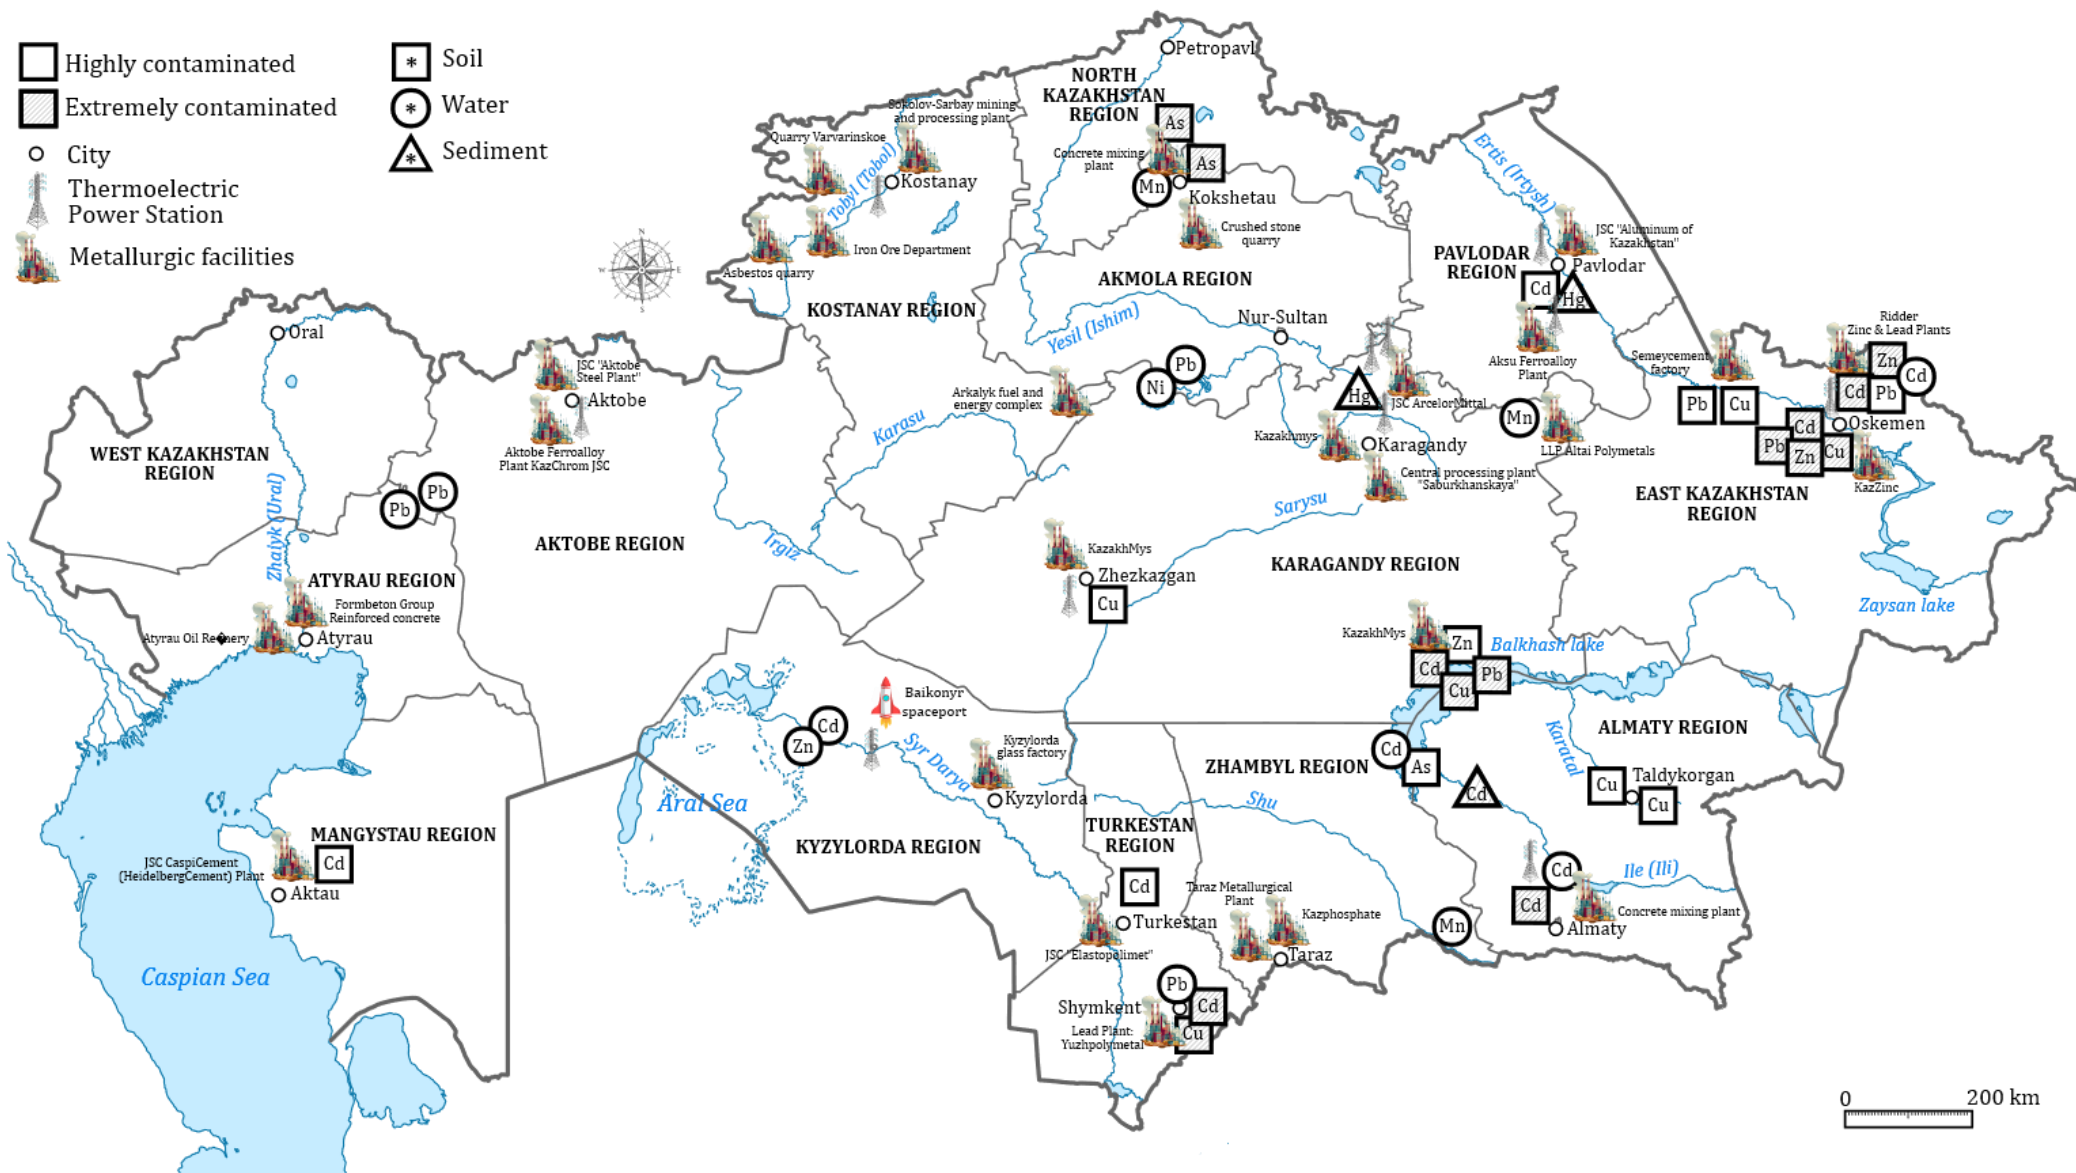 Highly contaminated
Extremely contaminated
City
Thermoelectric
Power Station
Metallurgic facilities
* Soil
* Water
* Sediment
N
W
E
S
Petropavl
NORTH
KAZAKHSTAN
REGION
As
Concrete mixing
plant
As
Mn
Kokshetau
Crushed stone
quarry
Sokolov-Sarbay mining
and processing plant
Quarry Varvarinskoe
Tobyl (Tobol)
Kostanay
Iron Ore Department
Asbestos quarry
KOSTANAY REGION
AKMOLA REGION
Yesil (Ishim)
Nur-Sultan
Pb
Ni
Arkalyk fuel and
energy complex
Ertis (Irtysh)
JSC "Aluminum of
Kazakhstan"
PAVLODAR
REGION
Pavlodar
Cd
Hg
Aksu Ferroalloy
Plant
Semeycement
factory
Ridder
Zinc & Lead Plants
Zn
Cd
Cd
Pb
Pb
Cu
Cd
Oskemen
Pb
Zn
Cu
KazZinc
EAST KAZAKHSTAN
REGION
Zaysan lake
Oral
WEST KAZAKHSTAN
REGION
Zhaiyk (Ural)
JSC "Aktobe
Steel Plant"
Aktobe
Aktobe Ferroalloy
Plant KazChrom JSC
Pb
Pb
AKTOBE REGION
Karasu
Irgiz
Hg
JSC ArcelorMittal
Kazakhmys
Karagandy
Central processing plant
"Saburkhanskaya"
Mn
LLP Altai Polymetals
Sarysu
KARAGANDY REGION
KazakhMys
Zhezkazgan
Cu
ATYRAU REGION
Formbeton Group
Reinforced concrete
Atyrau Oil Re�nery
Atyrau
KazakhMys
Zn
Cd
Pb
Cu
Balkhash lake
ALMATY REGION
Karatal
Cu
Taldykorgan
Cu
Baikonyr
spaceport
Cd
Zn
Syr Darya
Kyzylorda
glass factory
Kyzylorda
Aral Sea
KYZYLORDA REGION
ZHAMBYL REGION
Cd
As
Cd
Shu
TURKESTAN
REGION
Cd
Turkestan
JSC "Elastopolimet"
Taraz Metallurgical
Plant
Kazphosphate
Taraz
Mn
Cd
Ile (Ili)
Cd
Concrete mixing plant
Almaty
MANGYSTAU REGION
JSC CaspiCement
(HeidelbergCement) Plant
Cd
Aktau
Caspian Sea
Pb
Shymkent
Cd
Lead Plant:
Yuzhpolymetal
Cu
0 200 km